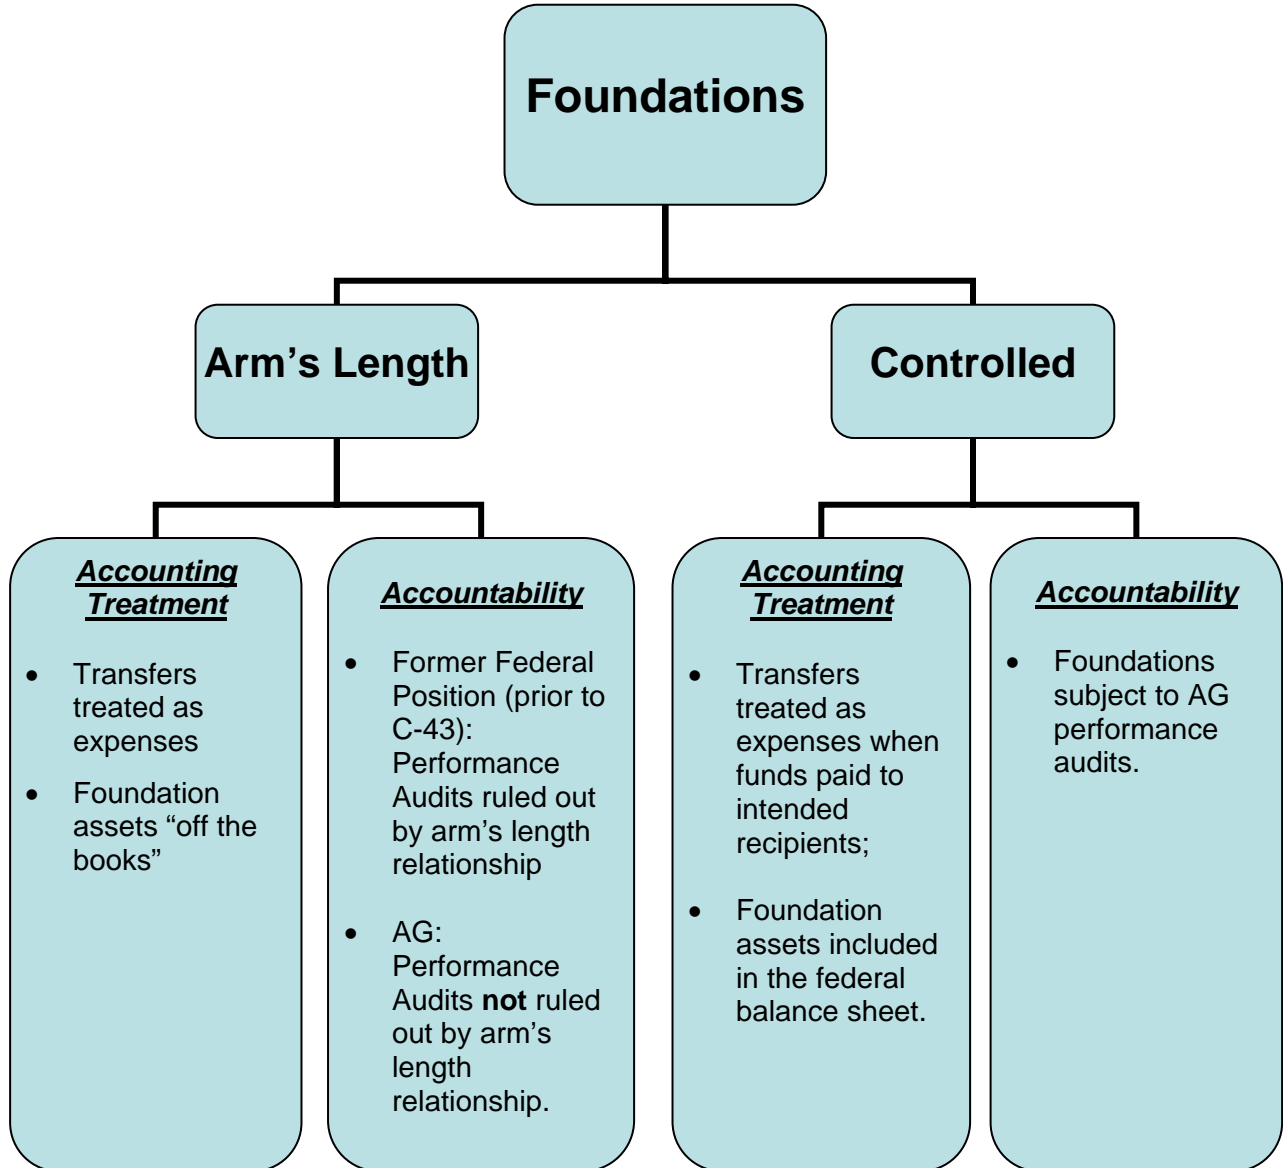 Foundations
Arm’s Length
Controlled
Accounting
Treatment
• Transfers
treated as
expenses
• Foundation
assets “off the
books”
Accountability
• Former Federal
Position (prior to
C-43):
Performance
Audits ruled out
by arm’s length
relationship
• AG:
Performance
Audits not ruled
out by arm’s
length
relationship.
Accounting
Treatment
• Transfers
treated as
expenses when
funds paid to
intended
recipients;
• Foundation
assets included
in the federal
balance sheet.
Accountability
• Foundations
subject to AG
performance
audits.